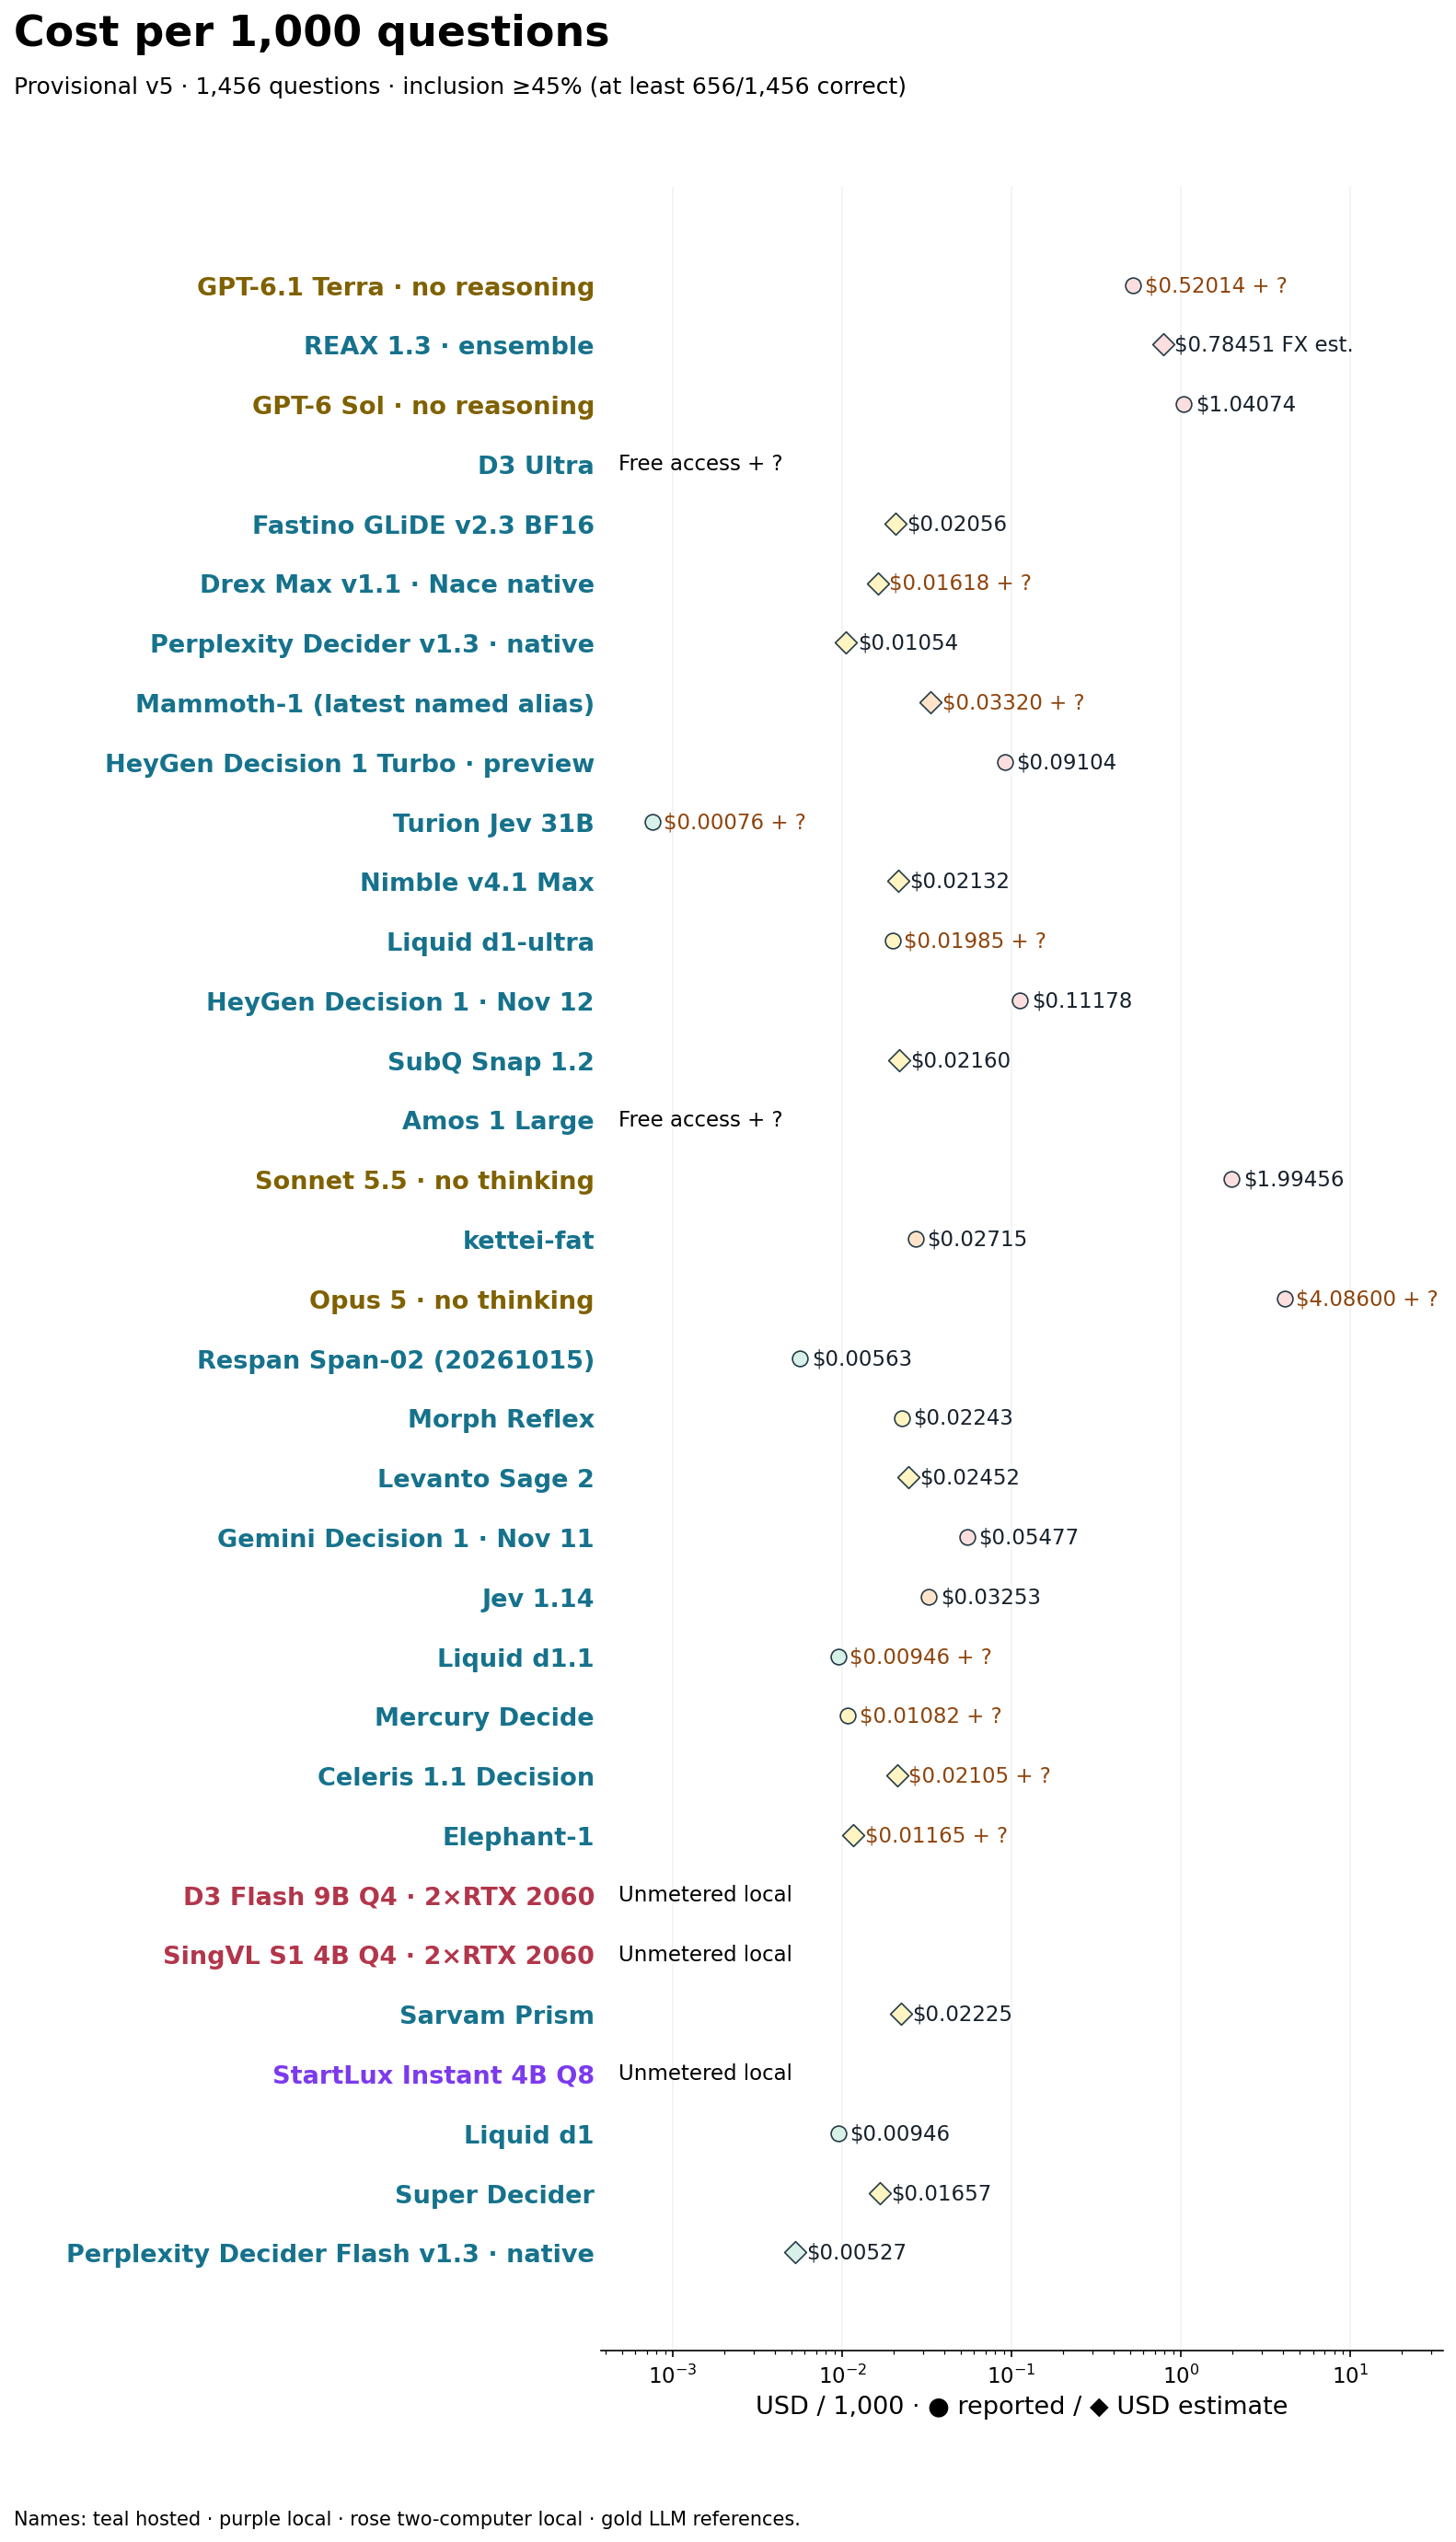 Cost per 1,000 questions
Provisional v5 · 1,456 questions · inclusion ≥45% (at least 656/1,456 correct)
GPT-6.1 Terra · no reasoning $0.52014 + ?
REAX 1.3 · ensemble $0.78451 FX est.
GPT-6 Sol · no reasoning $1.04074
D3 Ultra Free access + ?
Fastino GLiDE v2.3 BF16 $0.02056
Drex Max v1.1 · Nace native $0.01618 + ?
Perplexity Decider v1.3 · native $0.01054
Mammoth-1 (latest named alias) $0.03320 + ?
HeyGen Decision 1 Turbo · preview $0.09104
Turion Jev 31B $0.00076 + ?
Nimble v4.1 Max $0.02132
Liquid d1-ultra $0.01985 + ?
HeyGen Decision 1 · Nov 12 $0.11178
SubQ Snap 1.2 $0.02160
Amos 1 Large Free access + ?
Sonnet 5.5 · no thinking $1.99456
kettei-fat $0.02715
Opus 5 · no thinking $4.08600 + ?
Respan Span-02 (20261015) $0.00563
Morph Reflex $0.02243
Levanto Sage 2 $0.02452
Gemini Decision 1 · Nov 11 $0.05477
Jev 1.14 $0.03253
Liquid d1.1 $0.00946 + ?
Mercury Decide $0.01082 + ?
Celeris 1.1 Decision $0.02105 + ?
Elephant-1 $0.01165 + ?
D3 Flash 9B Q4 · 2×RTX 2060 Unmetered local
SingVL S1 4B Q4 · 2×RTX 2060 Unmetered local
Sarvam Prism $0.02225
StartLux Instant 4B Q8 Unmetered local
Liquid d1 $0.00946
Super Decider $0.01657
Perplexity Decider Flash v1.3 · native $0.00527
10⁻³ 10⁻² 10⁻¹ 10⁰ 10¹
USD / 1,000 · ● reported / ◆ USD estimate
Names: teal hosted · purple local · rose two-computer local · gold LLM references.